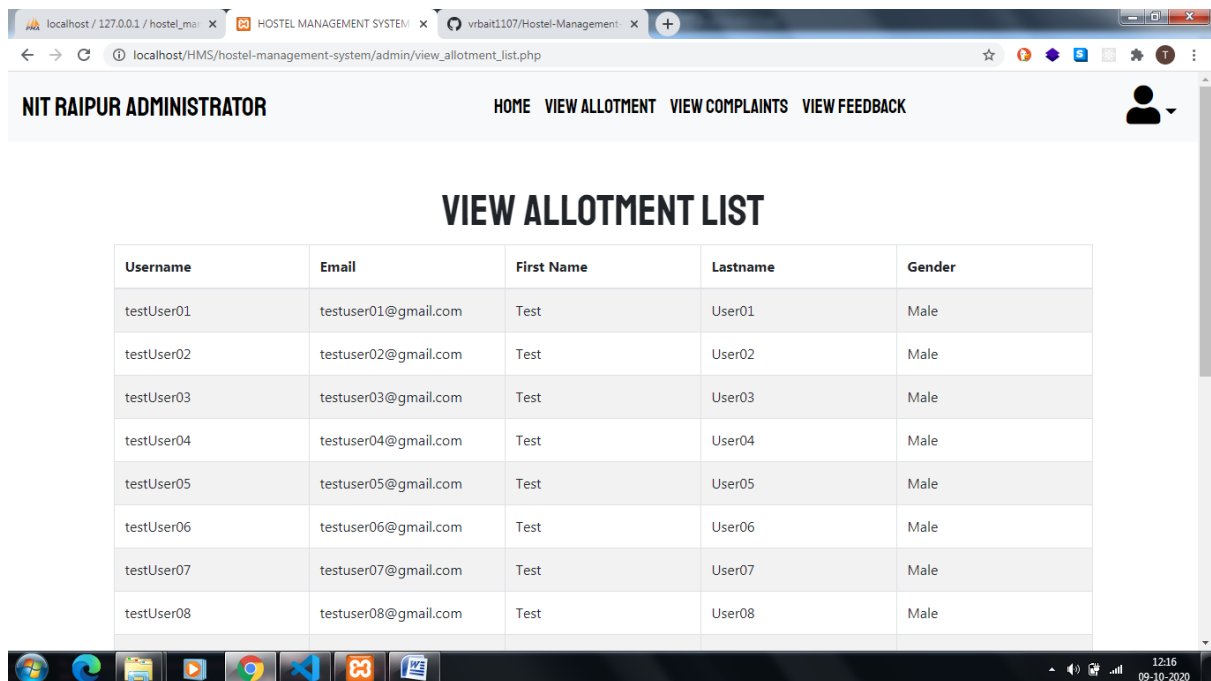 localhost / 127.0.0.1 / hostel_mar
HOSTEL MANAGEMENT SYSTEM
vrbait1107/Hostel-Management-
localhost/HMS/hostel-management-system/admin/view_allotment_list.php
S T
NIT RAIPUR ADMINISTRATOR
HOME VIEW ALLOTMENT VIEW COMPLAINTS VIEW FEEDBACK
VIEW ALLOTMENT LIST
Username Email First Name Lastname Gender
testUser01 testuser01@gmail.com Test User01 Male
testUser02 testuser02@gmail.com Test User02 Male
testUser03 testuser03@gmail.com Test User03 Male
testUser04 testuser04@gmail.com Test User04 Male
testUser05 testuser05@gmail.com Test User05 Male
testUser06 testuser06@gmail.com Test User06 Male
testUser07 testuser07@gmail.com Test User07 Male
testUser08 testuser08@gmail.com Test User08 Male
12:16
09-10-2020